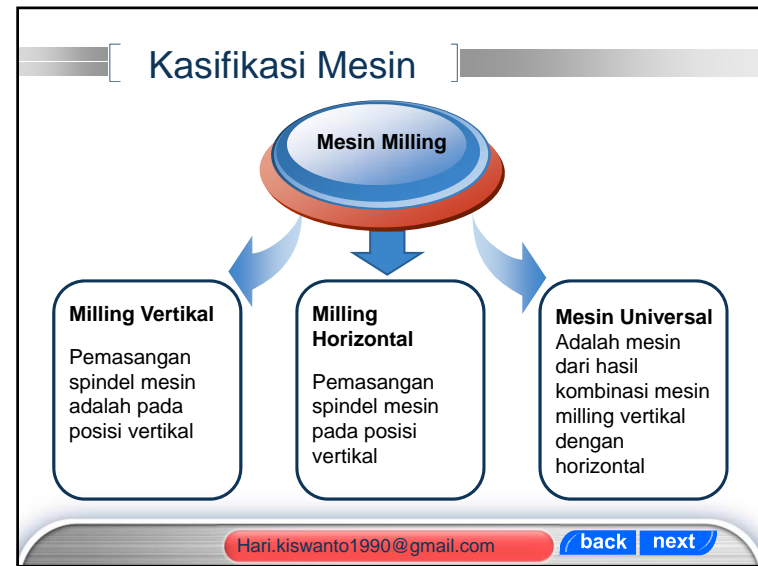 Kasifikasi Mesin
Mesin Milling
Milling Vertikal
Pemasangan
spindel mesin
adalah pada
posisi vertikal
Milling
Horizontal
Pemasangan
spindel mesin
pada posisi
vertikal
Mesin Universal
Adalah mesin
dari hasil
kombinasi mesin
milling vertikal
dengan
horizontal
Hari.kiswanto1990@gmail.com
back next